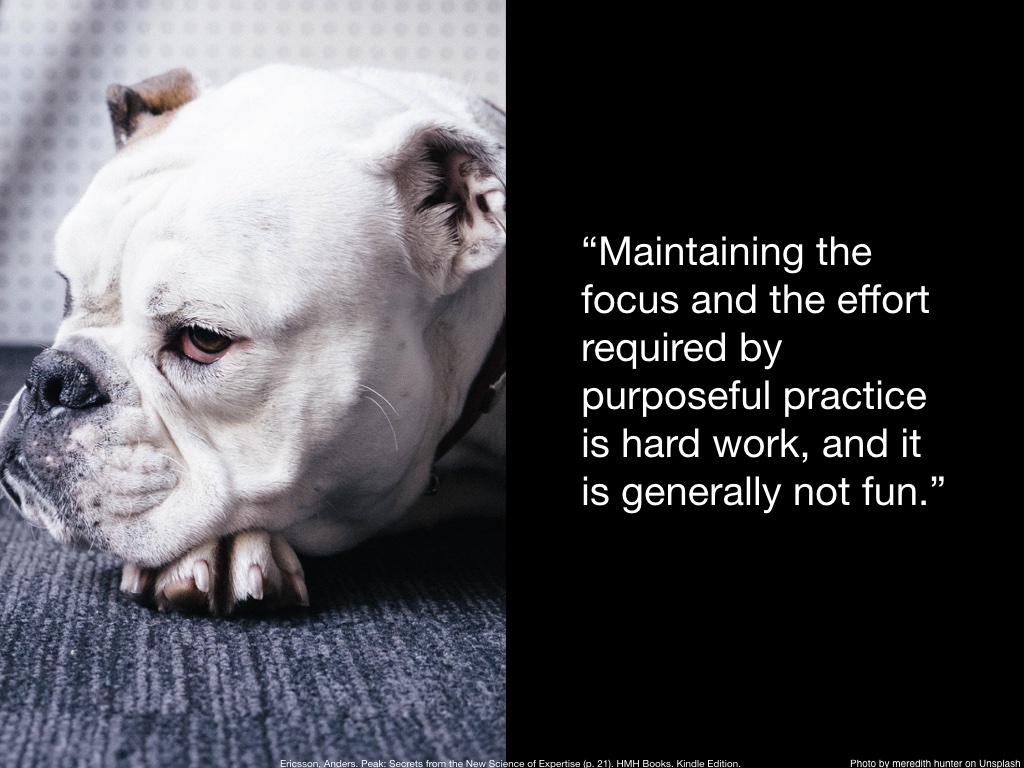 “Maintaining the
focus and the effort
required by
purposeful practice
is hard work, and it
is generally not fun.”
Ericsson, Anders. Peak: Secrets from the New Science of Expertise (p. 21). HMH Books. Kindle Edition.
Photo by meredith hunter on Unsplash